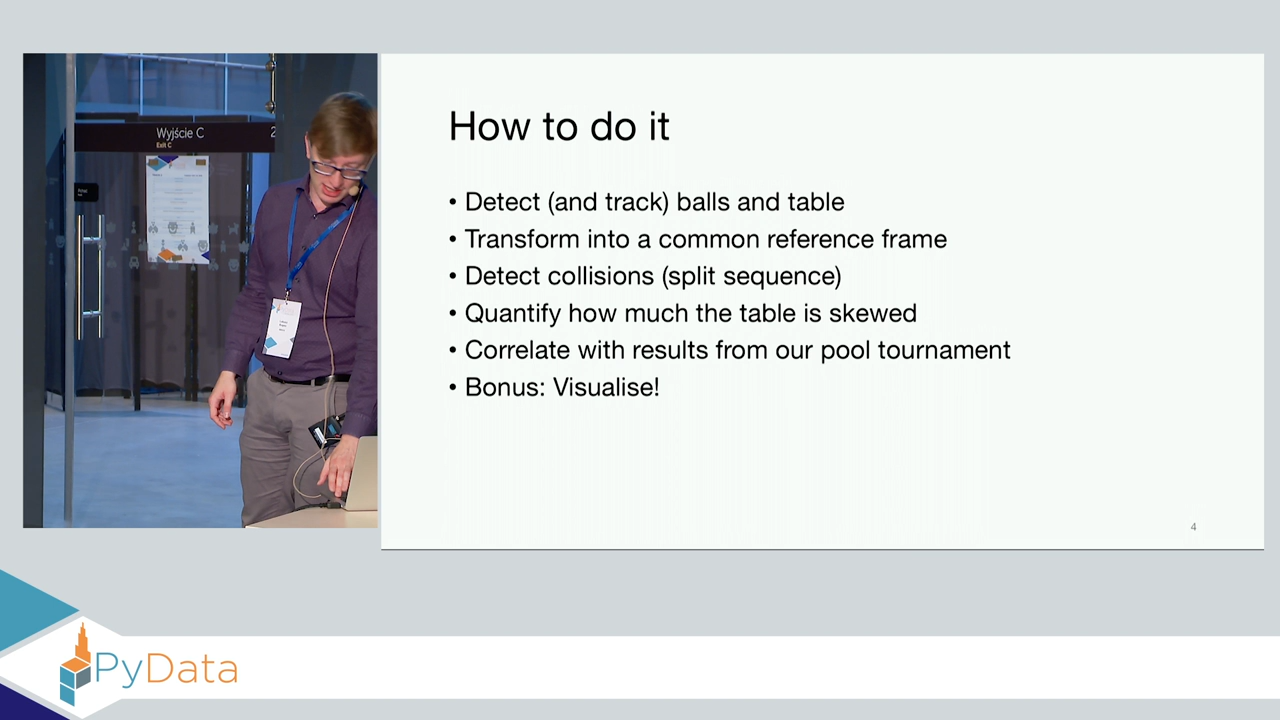 Wyjście C
Exit C
2
How to do it
• Detect (and track) balls and table
• Transform into a common reference frame
• Detect collisions (split sequence)
• Quantify how much the table is skewed
• Correlate with results from our pool tournament
• Bonus: Visualise!
4
PyData